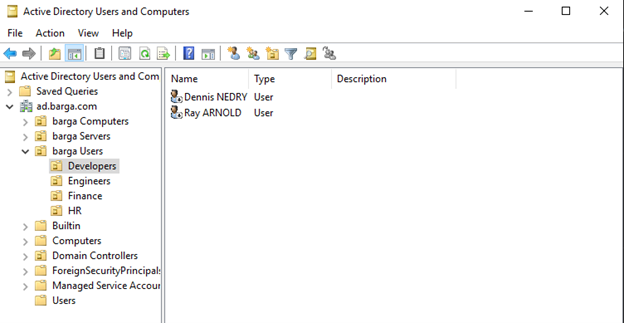 Active Directory Users and Computers
File Action View Help
Active Directory Users and Com
Saved Queries
ad.barga.com
barga Computers
barga Servers
barga Users
Developers
Engineers
Finance
HR
Builtin
Computers
Domain Controllers
ForeignSecurityPrincipals
Managed Service Accour
Users
Name Type Description
Dennis NEDRY User
Ray ARNOLD User